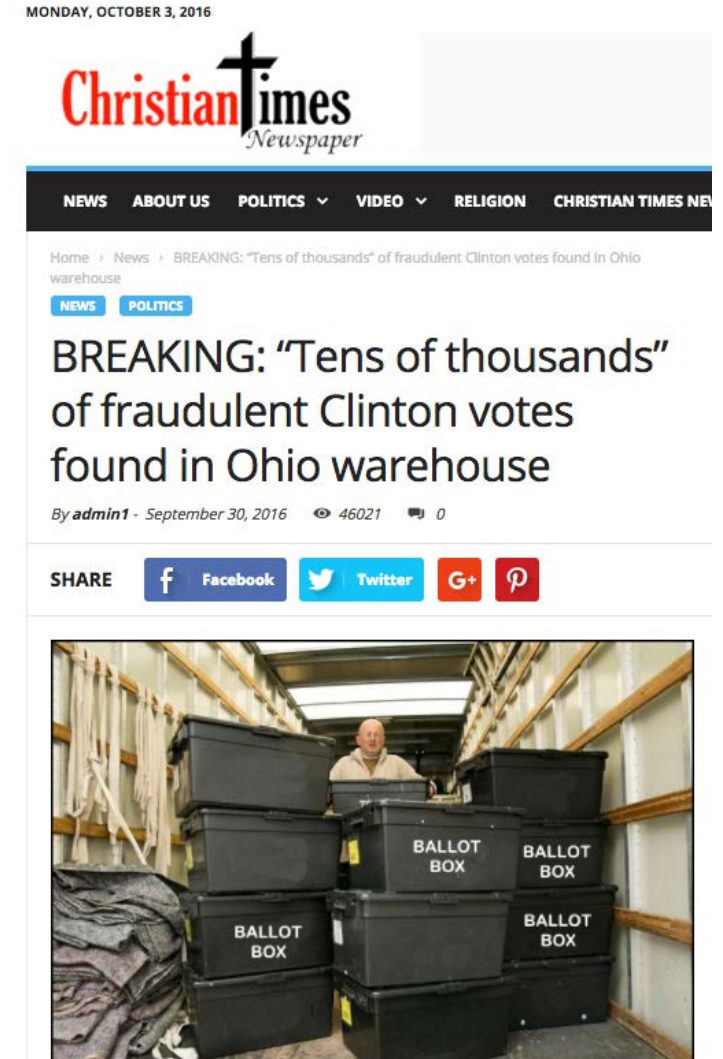 MONDAY, OCTOBER 3, 2016
ChristianTimes
Newspaper
NEWS ABOUT US POLITICS VIDEO RELIGION CHRISTIAN TIMES NEW
Home › News › BREAKING: "Tens of thousands" of fraudulent Clinton votes found in Ohio
warehouse
NEWS POLITICS
BREAKING: “Tens of thousands”
of fraudulent Clinton votes
found in Ohio warehouse
By admin1 - September 30, 2016 46021 0
SHARE f Facebook Twitter G+
BALLOT
BOX
BALLOT
BOX
BALLOT
BOX
BALLOT
BOX